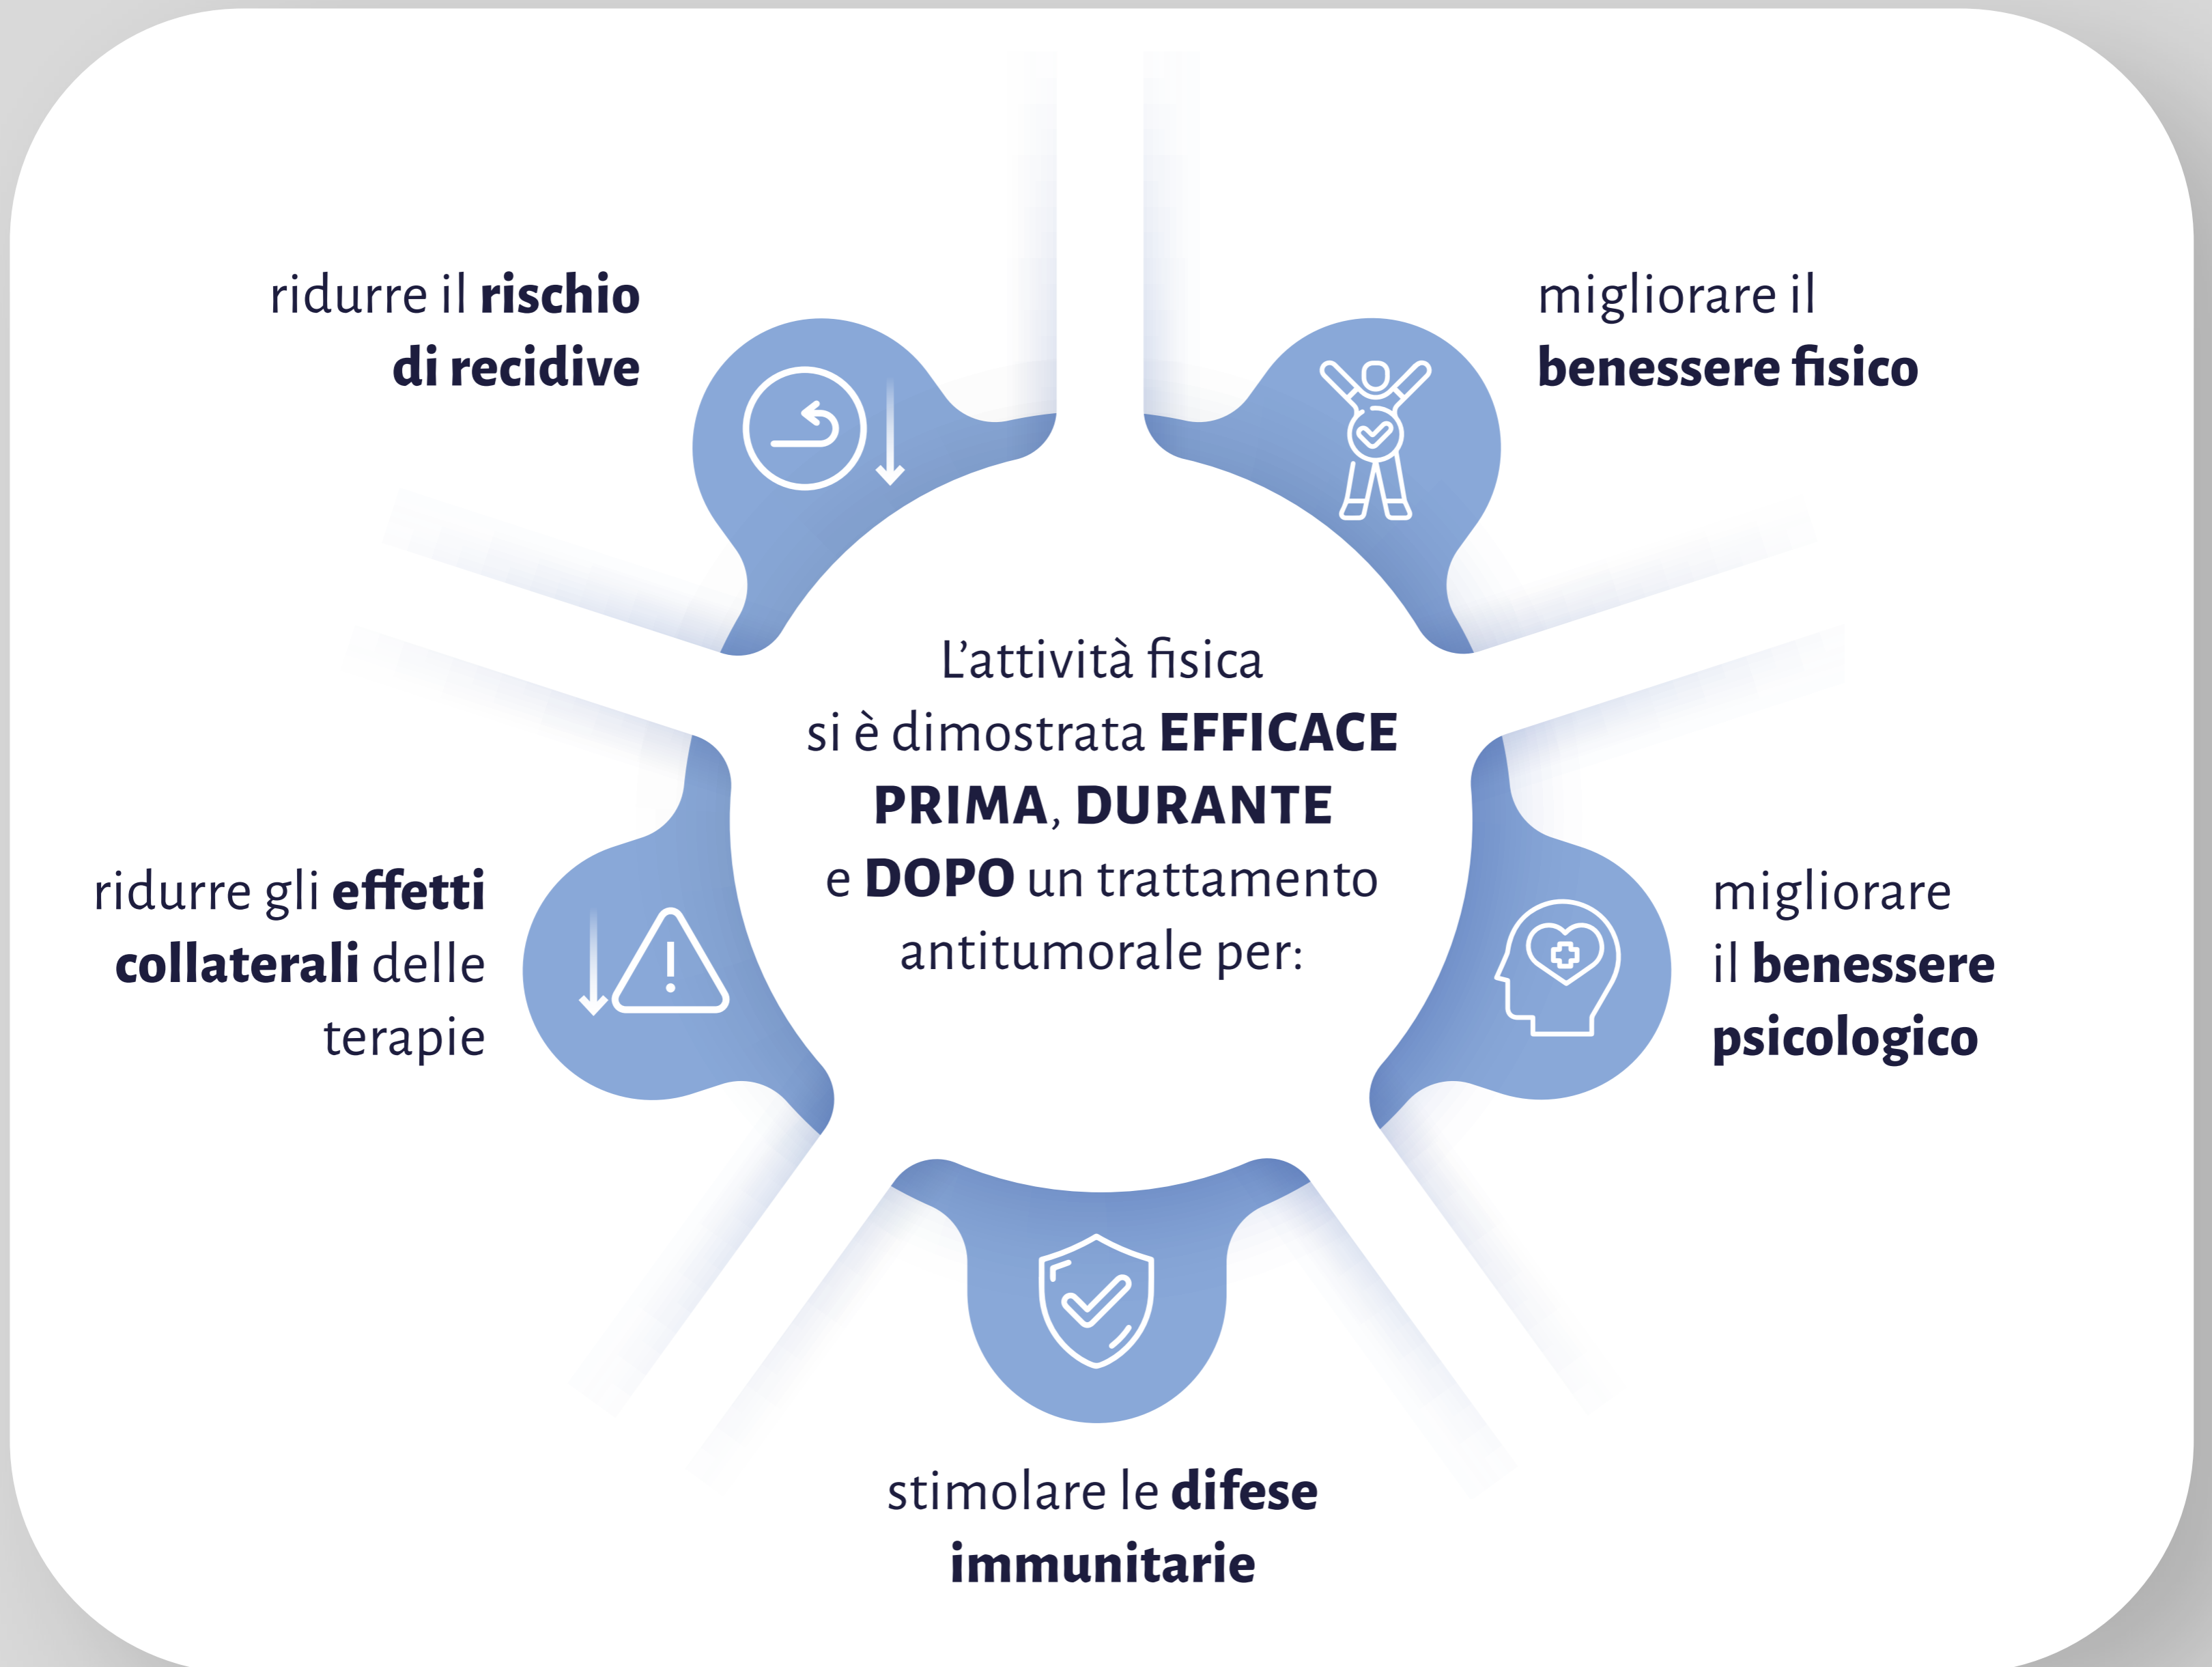 L’attività fisica
si è dimostrata EFFICACE
PRIMA, DURANTE
e DOPO un trattamento
antitumorale per:
migliorare il
benessere fisico
migliorare
il benessere
psicologico
stimolare le difese
immunitarie
ridurre gli effetti
collaterali delle
terapie
ridurre il rischio
di recidive